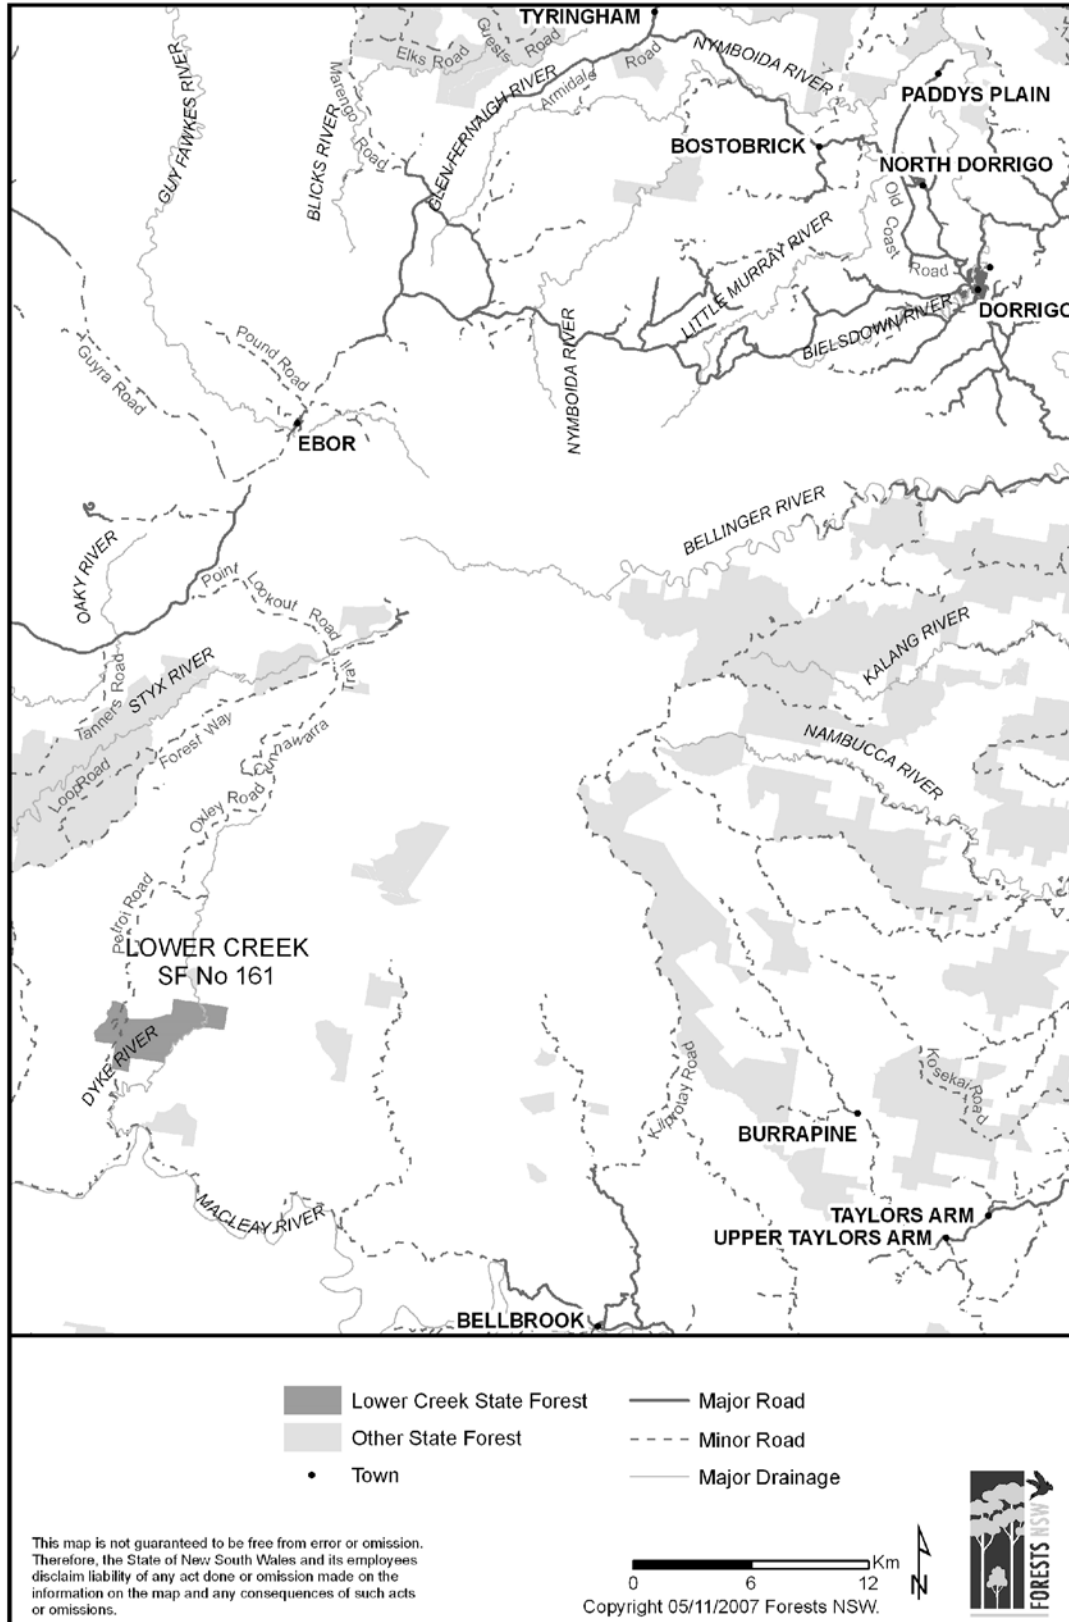 TYRINGHAM
Elks Road
Guests Road
Armidale Road
NYMBOIDA RIVER
PADDYS PLAIN
GUY FAWKES RIVER
Marengo Road
BLICKS RIVER
GLEN FERNAIGH RIVER
BOSTOBRICK
NORTH DORRIGO
Old Coast Road
LITTLE MURRAY RIVER
BIELSDOWN RIVER
DORRIGO
Guyra Road
Pound Road
NYMBOIDA RIVER
EBOR
BELLINGER RIVER
OAKY RIVER
Point Lookout Road
Trail
KALANG RIVER
Tanners Road
STYX RIVER
Forest Way
Loop Road
Cunnawarra
Oxley Road
NAMBUCCA RIVER
Petroi Road
LOWER CREEK
SF No 161
DYKE RIVER
Kilprotay Road
Kosekai Road
BURRAPINE
MACLEAY RIVER
TAYLORS ARM
UPPER TAYLORS ARM
BELLBROOK
Lower Creek State Forest
Major Road
Other State Forest
Minor Road
Town
Major Drainage
This map is not guaranteed to be free from error or omission.
Therefore, the State of New South Wales and its employees
disclaim liability of any act done or omission made on the
information on the map and any consequences of such acts
or omissions.
Km
0 6 12
N
Copyright 05/11/2007 Forests NSW.
FORESTS NSW